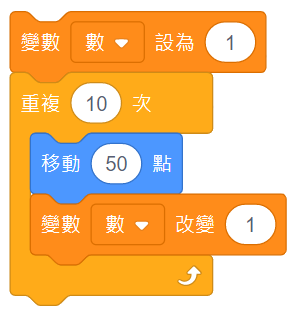 變數 數 設為 1
重複 10 次
移動 50 點
變數 數 改變 1